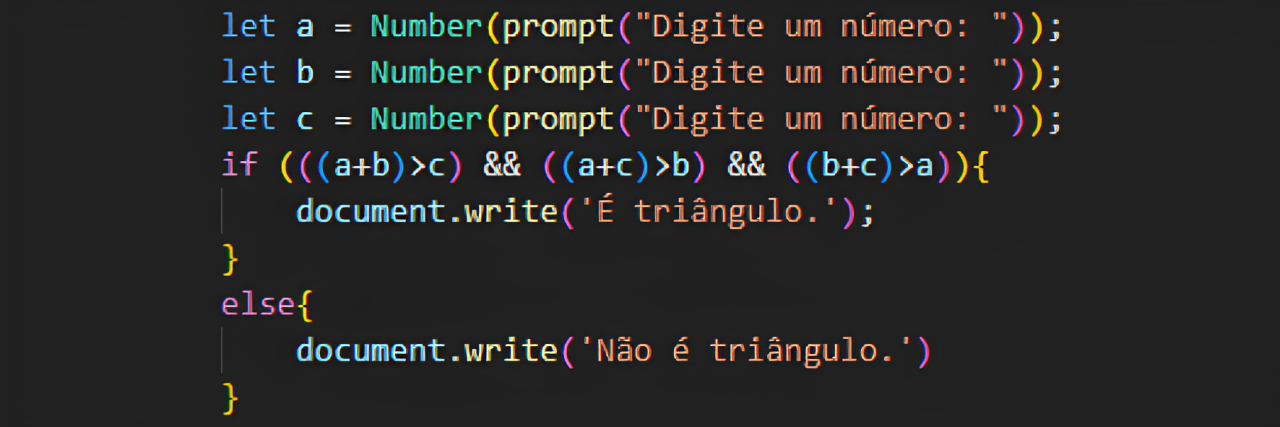 let a = Number(prompt("Digite um número: "));
let b = Number(prompt("Digite um número: "));
let c = Number(prompt("Digite um número: "));
if (((a+b)>c) && ((a+c)>b) && ((b+c)>a)){
    document.write('É triângulo.');
}
else{
    document.write('Não é triângulo.')
}